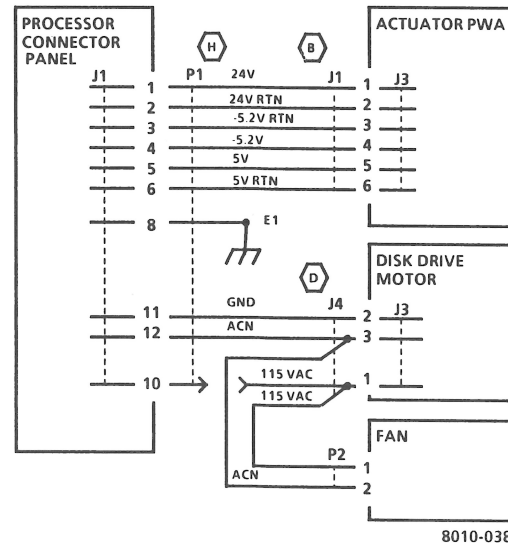 PROCESSOR
CONNECTOR
PANEL
ACTUATOR PWA
H
B
J1
P1
24V
J1
J3
1
1
2
24V RTN
2
3
-5.2V RTN
3
4
-5.2V
4
5
5V
5
6
5V RTN
6
8
E1
D
DISK DRIVE
MOTOR
11
GND
J4
2
J3
12
ACN
3
10
115 VAC
1
115 VAC
FAN
P2
1
ACN
2
8010-038